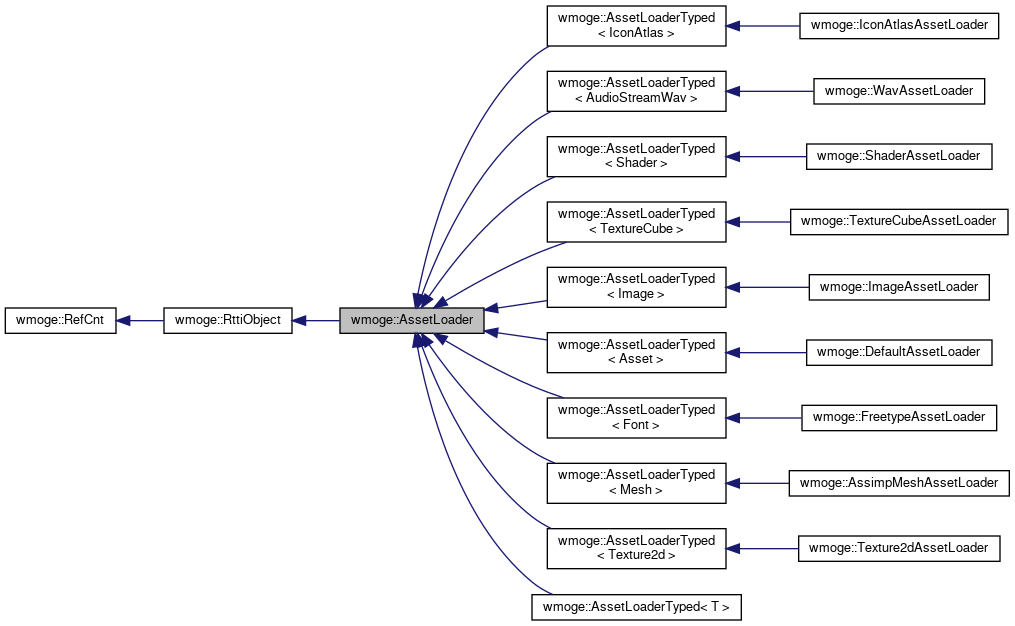 wmoge::RefCnt
wmoge::RttiObject
wmoge::AssetLoader
wmoge::AssetLoaderTyped
< IconAtlas >
wmoge::IconAtlasAssetLoader
wmoge::AssetLoaderTyped
< AudioStreamWav >
wmoge::WavAssetLoader
wmoge::AssetLoaderTyped
< Shader >
wmoge::ShaderAssetLoader
wmoge::AssetLoaderTyped
< TextureCube >
wmoge::TextureCubeAssetLoader
wmoge::AssetLoaderTyped
< Image >
wmoge::ImageAssetLoader
wmoge::AssetLoaderTyped
< Asset >
wmoge::DefaultAssetLoader
wmoge::AssetLoaderTyped
< Font >
wmoge::FreetypeAssetLoader
wmoge::AssetLoaderTyped
< Mesh >
wmoge::AssimpMeshAssetLoader
wmoge::AssetLoaderTyped
< Texture2d >
wmoge::Texture2dAssetLoader
wmoge::AssetLoaderTyped< T >